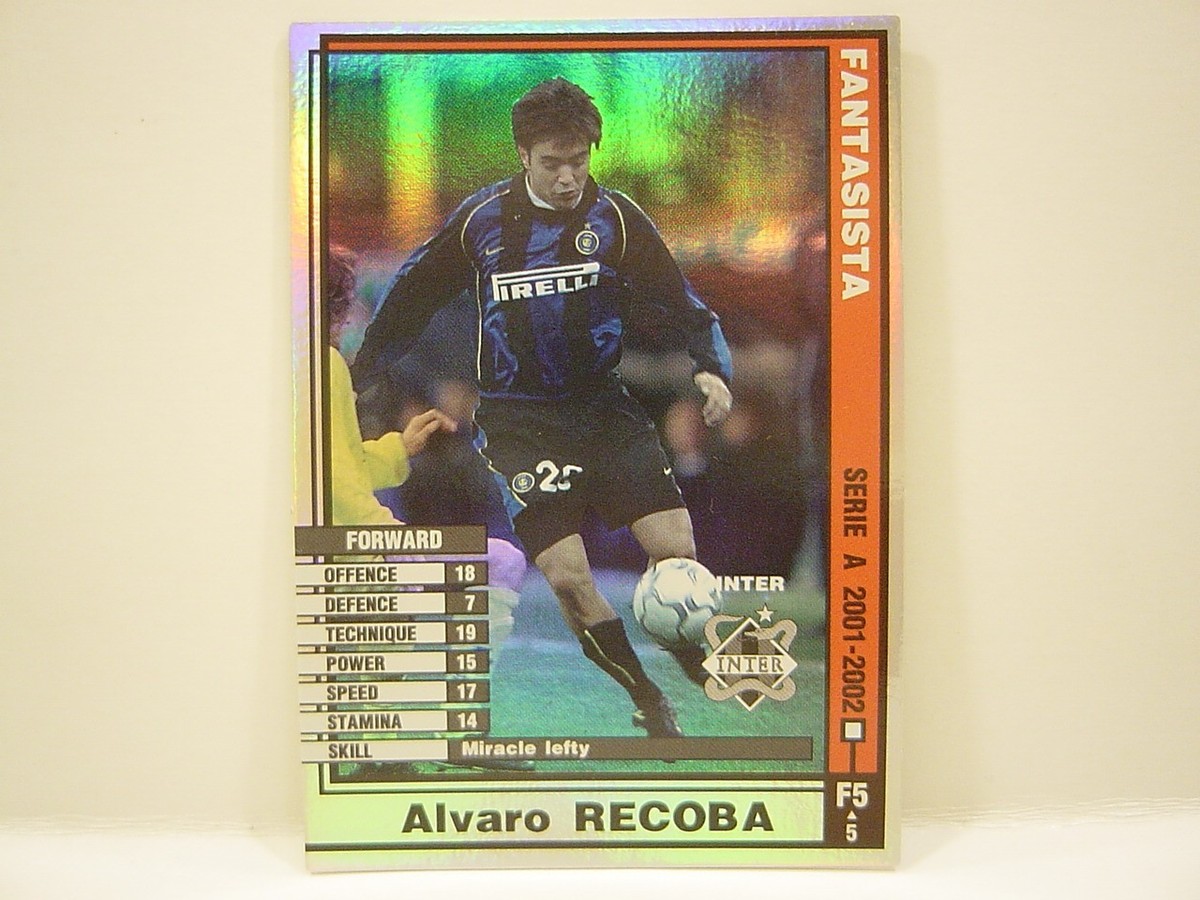 FANTASISTA
SERIE A 2001-2002
PIRELLI
FORWARD
OFFENCE 18
DEFENCE 7
TECHNIQUE 19
POWER 15
SPEED 17
STAMINA 14
SKILL Miracle lefty
INTER
INTER
Alvaro RECOBA
F5
5